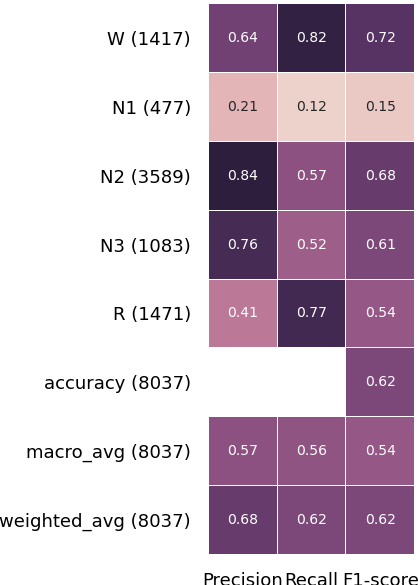 W (1417) 0.64 0.82 0.72
N1 (477) 0.21 0.12 0.15
N2 (3589) 0.84 0.57 0.68
N3 (1083) 0.76 0.52 0.61
R (1471) 0.41 0.77 0.54
accuracy (8037) 0.62
macro_avg (8037) 0.57 0.56 0.54
weighted_avg (8037) 0.68 0.62 0.62
Precision Recall F1-score